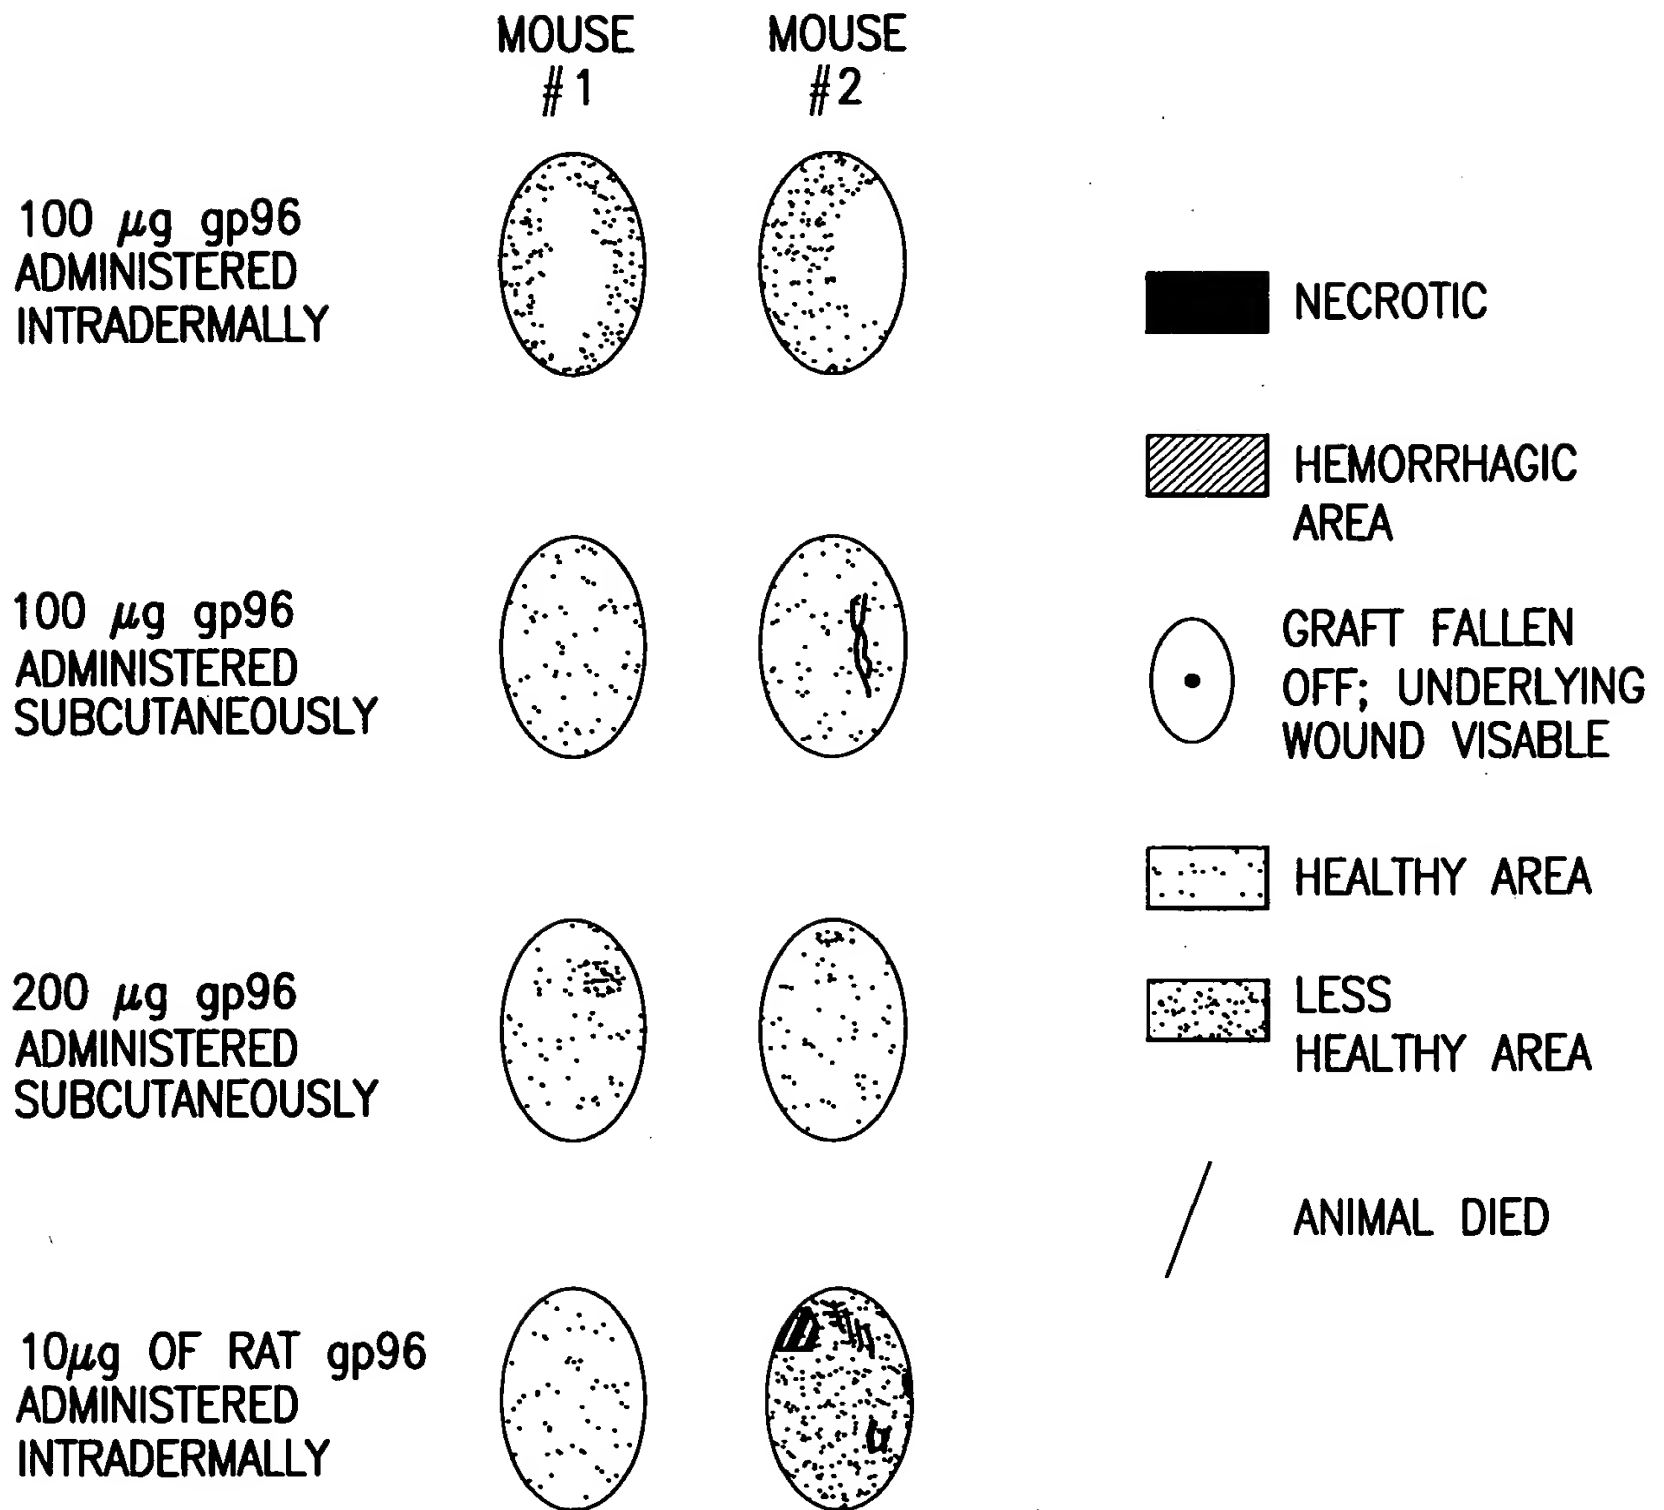 MOUSE
#1
MOUSE
#2
100 µg gp96
ADMINISTERED
INTRADERMALLY
100 µg gp96
ADMINISTERED
SUBCUTANEOUSLY
200 µg gp96
ADMINISTERED
SUBCUTANEOUSLY
10µg OF RAT gp96
ADMINISTERED
INTRADERMALLY
NECROTIC
HEMORRHAGIC
AREA
GRAFT FALLEN
OFF; UNDERLYING
WOUND VISABLE
HEALTHY AREA
LESS
HEALTHY AREA
ANIMAL DIED